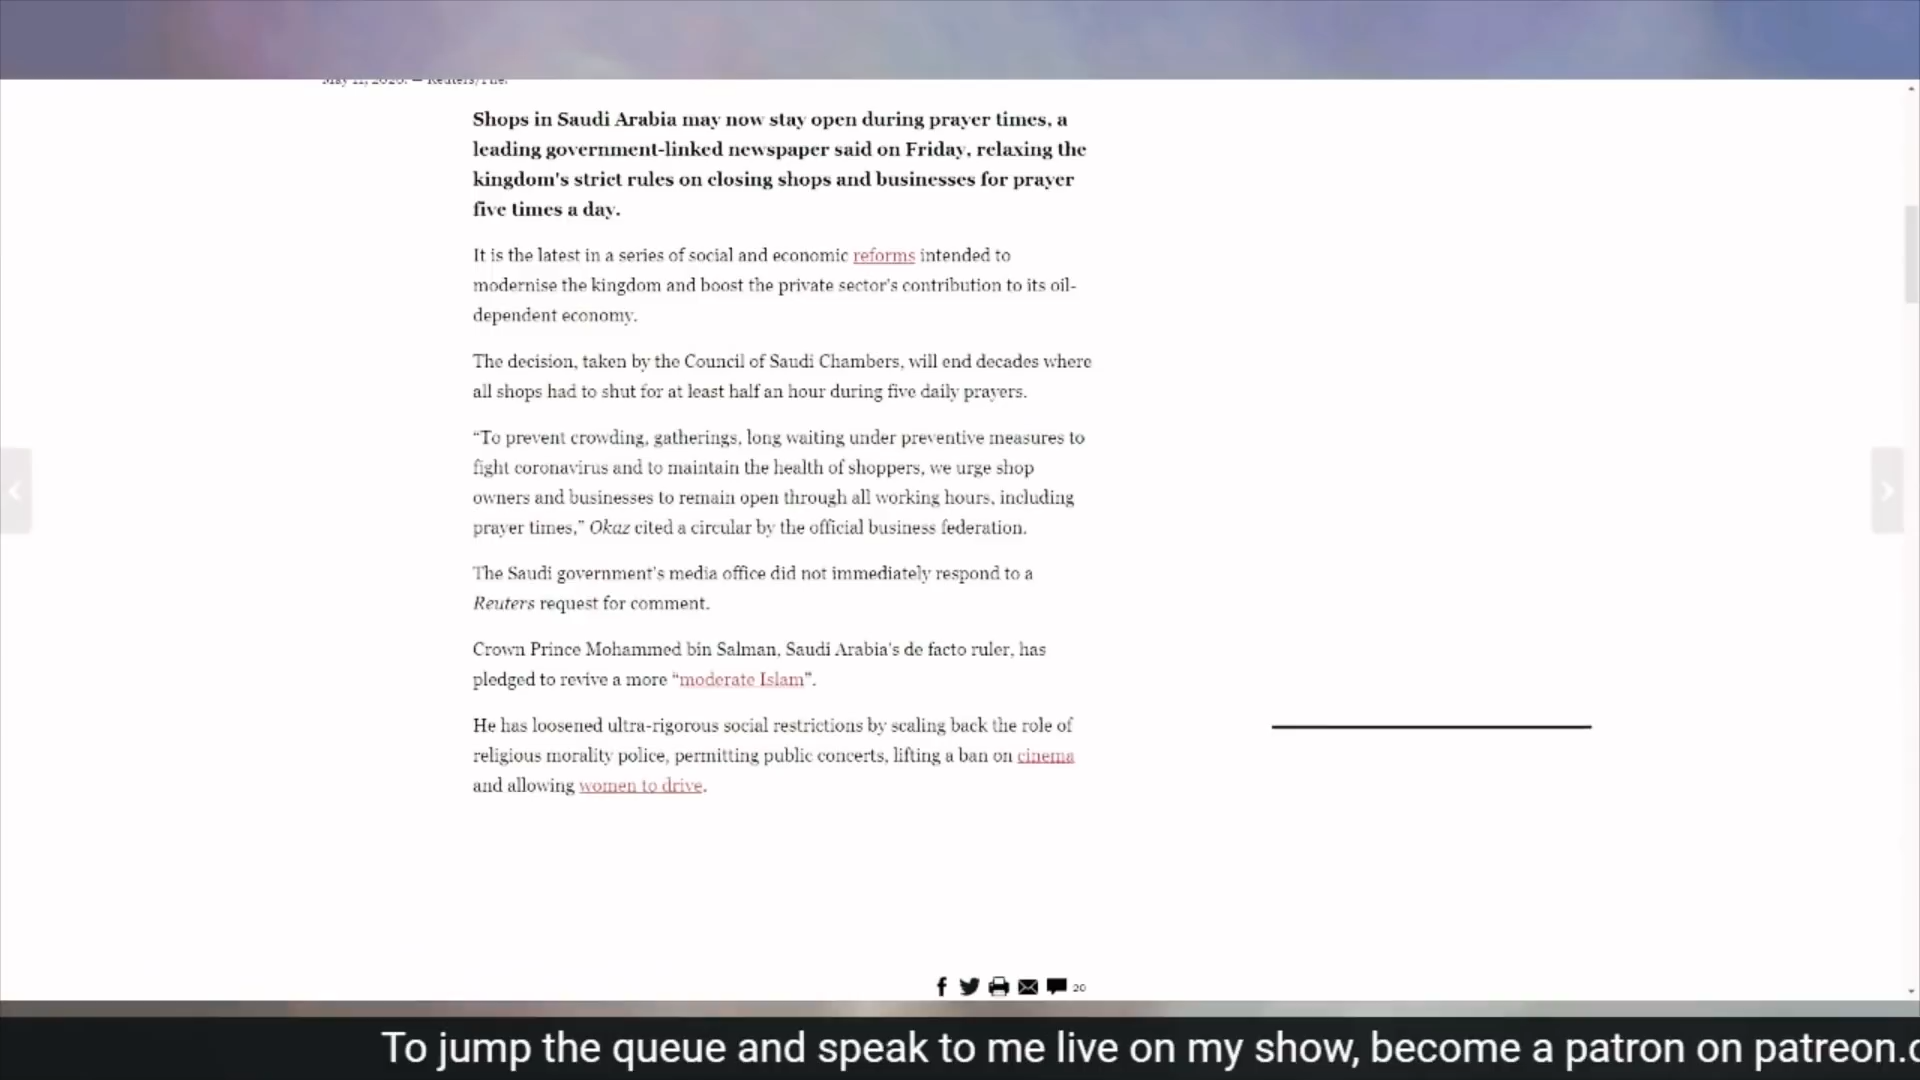 Shops in Saudi Arabia may now stay open during prayer times, a
leading government-linked newspaper said on Friday, relaxing the
kingdom's strict rules on closing shops and businesses for prayer
five times a day.
It is the latest in a series of social and economic reforms intended to
modernise the kingdom and boost the private sector's contribution to its oil-
dependent economy.
The decision, taken by the Council of Saudi Chambers, will end decades where
all shops had to shut for at least half an hour during five daily prayers.
“To prevent crowding, gatherings, long waiting under preventive measures to
fight coronavirus and to maintain the health of shoppers, we urge shop
owners and businesses to remain open through all working hours, including
prayer times,” Okaz cited a circular by the official business federation.
The Saudi government's media office did not immediately respond to a
Reuters request for comment.
Crown Prince Mohammed bin Salman, Saudi Arabia's de facto ruler, has
pledged to revive a more “moderate Islam”.
He has loosened ultra-rigorous social restrictions by scaling back the role of
religious morality police, permitting public concerts, lifting a ban on cinema
and allowing women to drive.
20
To jump the queue and speak to me live on my show, become a patron on patreon.